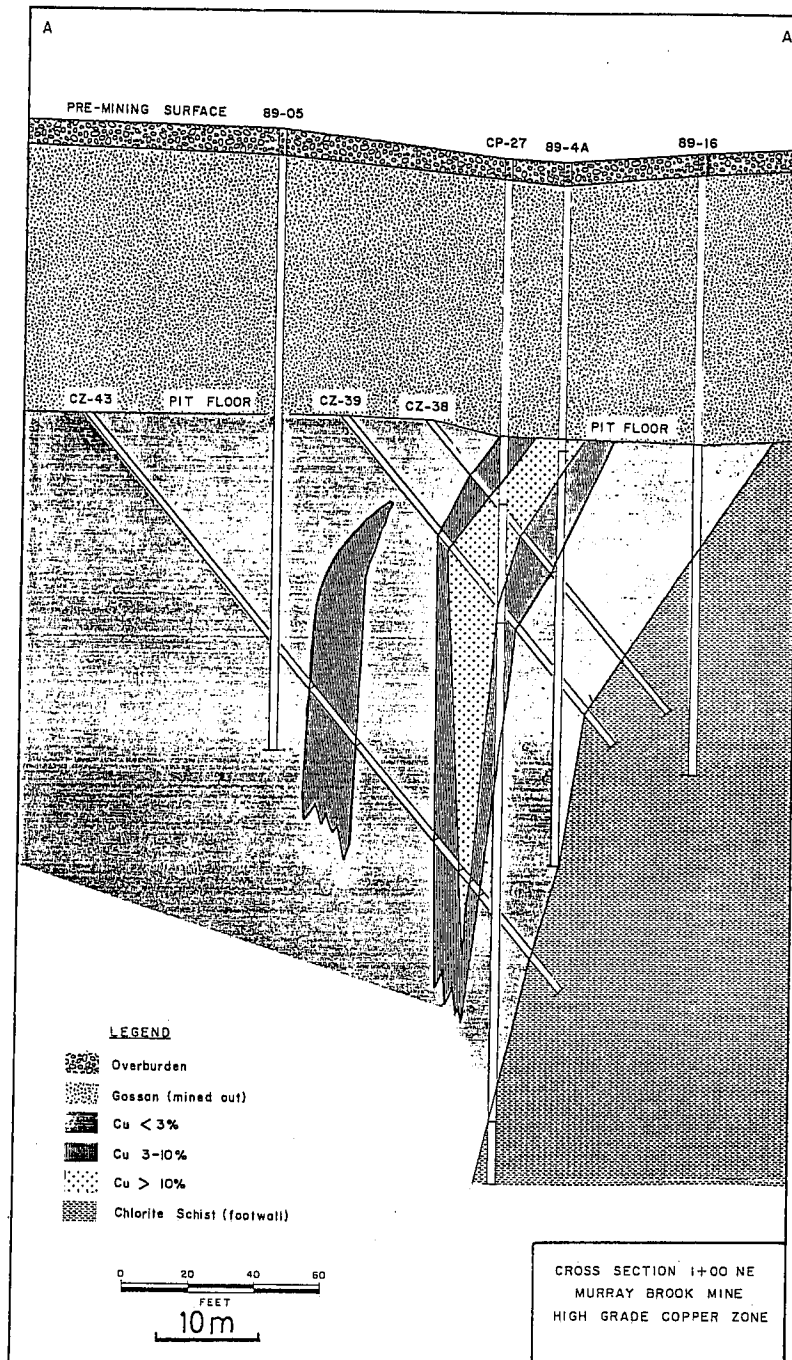 A A
PRE-MINING SURFACE 89-05
CP-27 89-4A 89-16
CZ-43 PIT FLOOR CZ-39 CZ-38
PIT FLOOR
LEGEND
Overburden
Gossan (mined out)
Cu < 3%
Cu 3-10%
Cu > 10%
Chlorite Schist (footwall)
0 20 40 60
FEET
10m
CROSS SECTION 1+00 NE
MURRAY BROOK MINE
HIGH GRADE COPPER ZONE